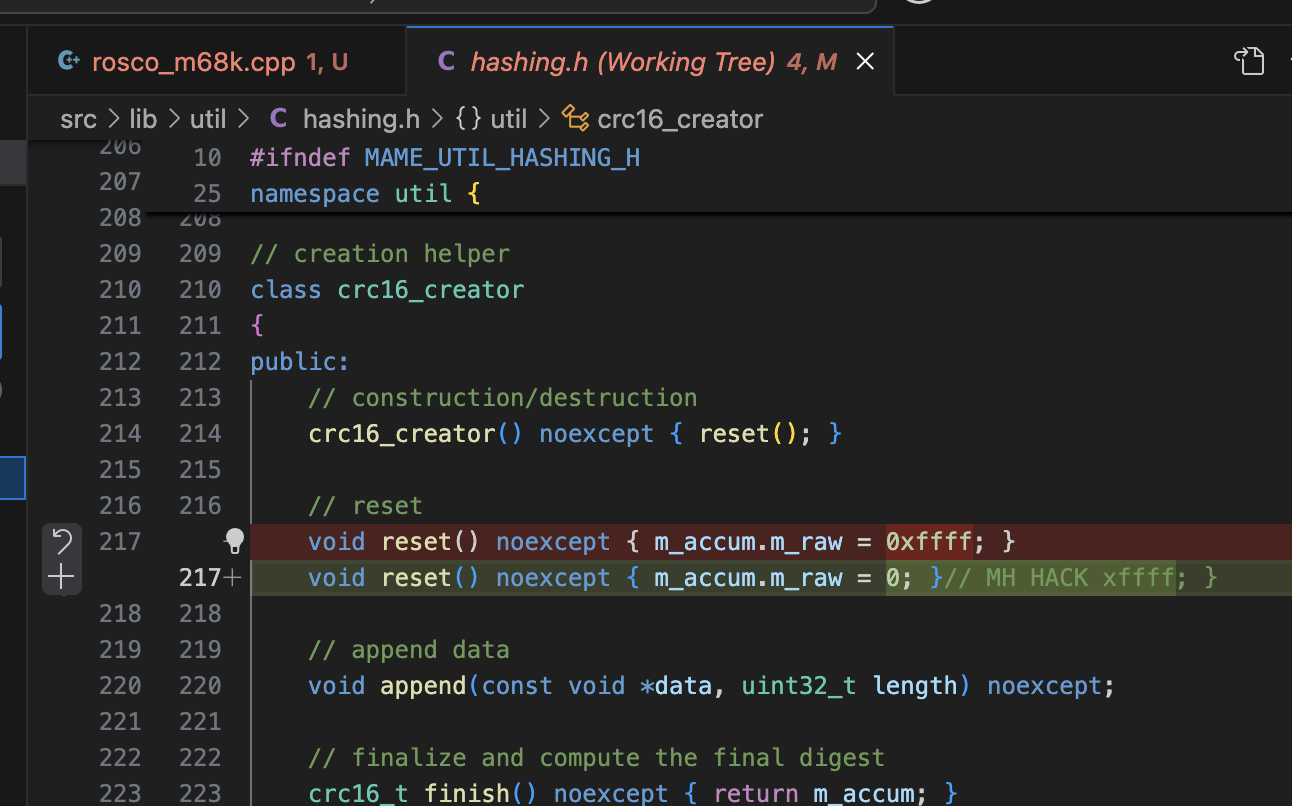 rosco_m68k.cpp 1, U hashing.h (Working Tree) 4, M
src > lib > util > C hashing.h > {} util > crc16_creator
206 10 #ifndef MAME_UTIL_HASHING_H
207 25 namespace util {
208 208
209 209 // creation helper
210 210 class crc16_creator
211 211 {
212 212 public:
213 213 // construction/destruction
214 214 crc16_creator() noexcept { reset(); }
215 215
216 216 // reset
217 void reset() noexcept { m_accum.m_raw = 0xffff; }
217+ void reset() noexcept { m_accum.m_raw = 0; }// MH HACK xffff; }
218 218
219 219 // append data
220 220 void append(const void *data, uint32_t length) noexcept;
221 221
222 222 // finalize and compute the final digest
223 223 crc16_t finish() noexcept { return m_accum; }